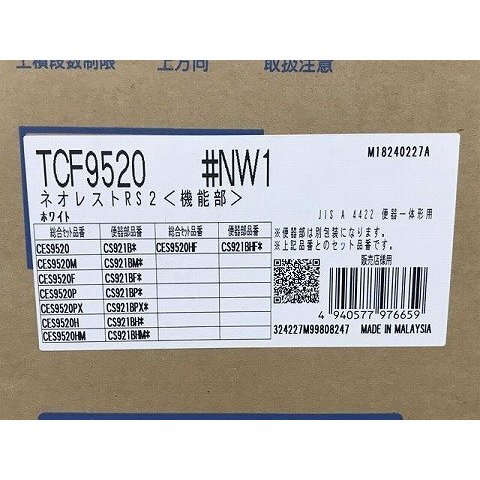 上積段数制限 上方向 取扱注意
TCF9520 #NW1 M18240227A
ネオレストRS2<機能部>
ホワイト
JIS A 4422 便器一体形用
※便器部は別包装になります。
※上記品番とのセット品番です。
販売店様用
総合セット品番 便器部品番 総合セット品番 便器部品番
CES9520 CS921B* CES9520HF CS921BHF*
CES9520M CS921BM*
CES9520F CS921BF*
CES9520P CS921BP*
CES9520PX CS921BPX*
CES9520H CS921BH*
CES9520HM CS921BHM*
4 940577 976659
324227M99808247 MADE IN MALAYSIA